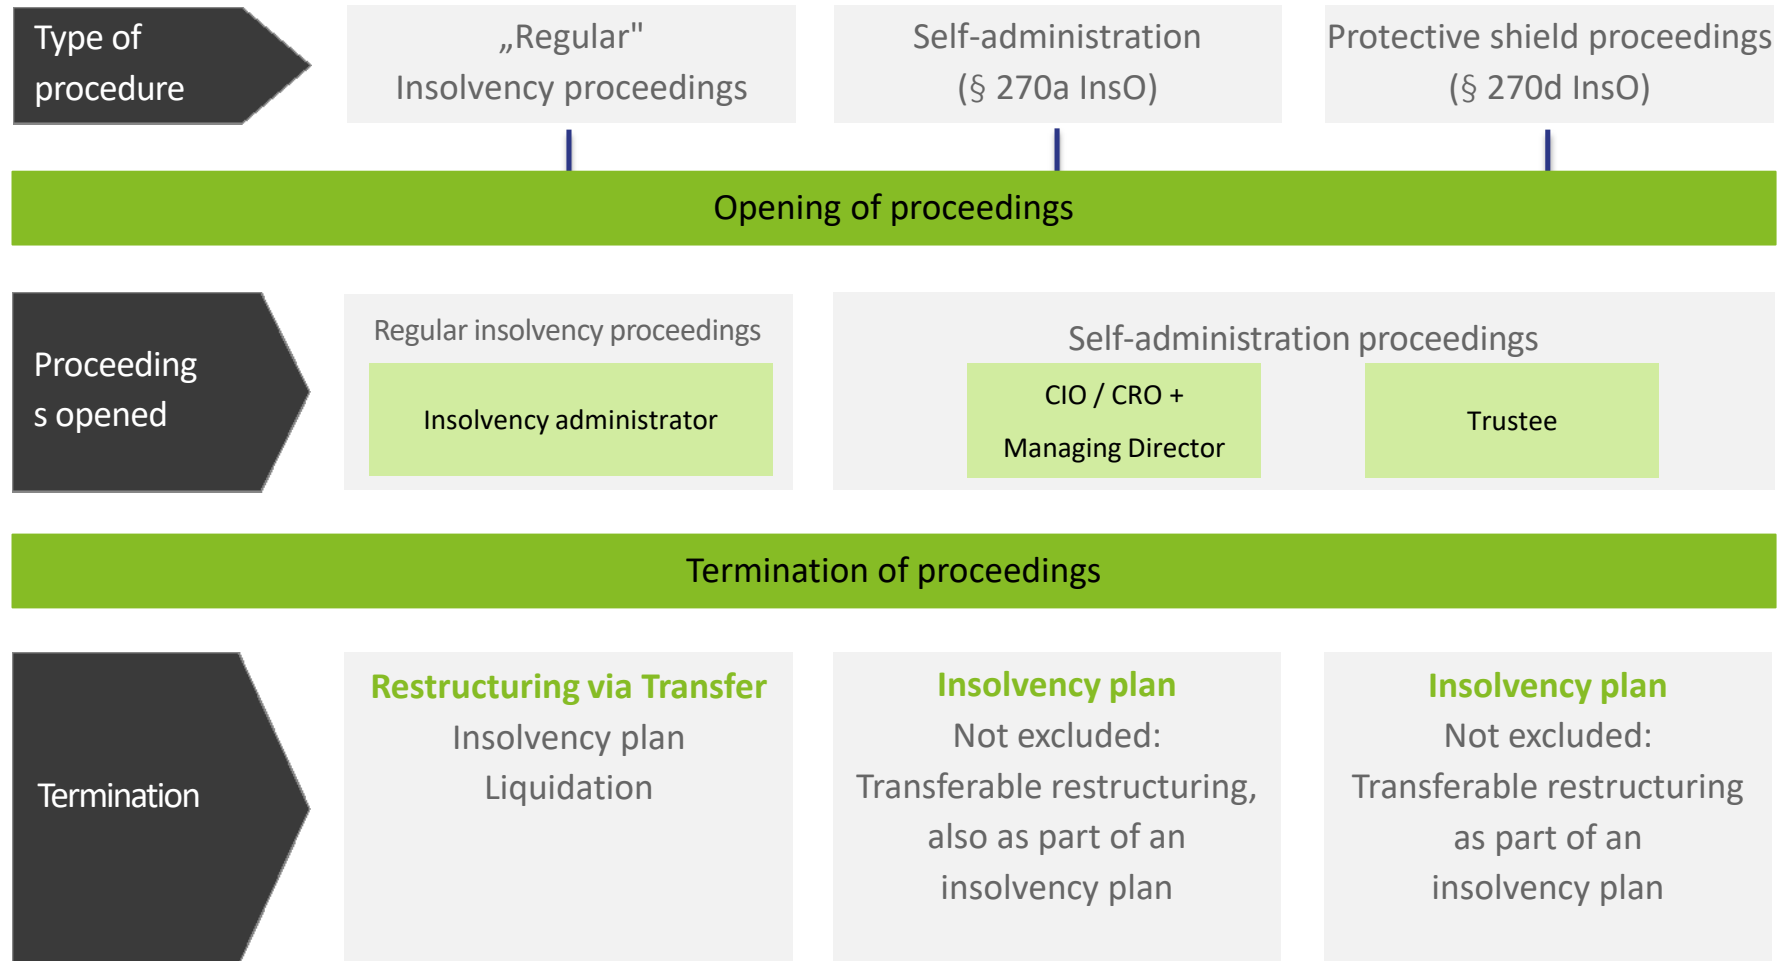 Type of
procedure
„Regular"
Insolvency proceedings
Self-administration
(§ 270a InsO)
Protective shield proceedings
(§ 270d InsO)
Opening of proceedings
Proceeding
s opened
Regular insolvency proceedings
Insolvency administrator
Self-administration proceedings
CIO / CRO +
Managing Director
Trustee
Termination of proceedings
Termination
Restructuring via Transfer
Insolvency plan
Liquidation
Insolvency plan
Not excluded:
Transferable restructuring,
also as part of an
insolvency plan
Insolvency plan
Not excluded:
Transferable restructuring
as part of an
insolvency plan